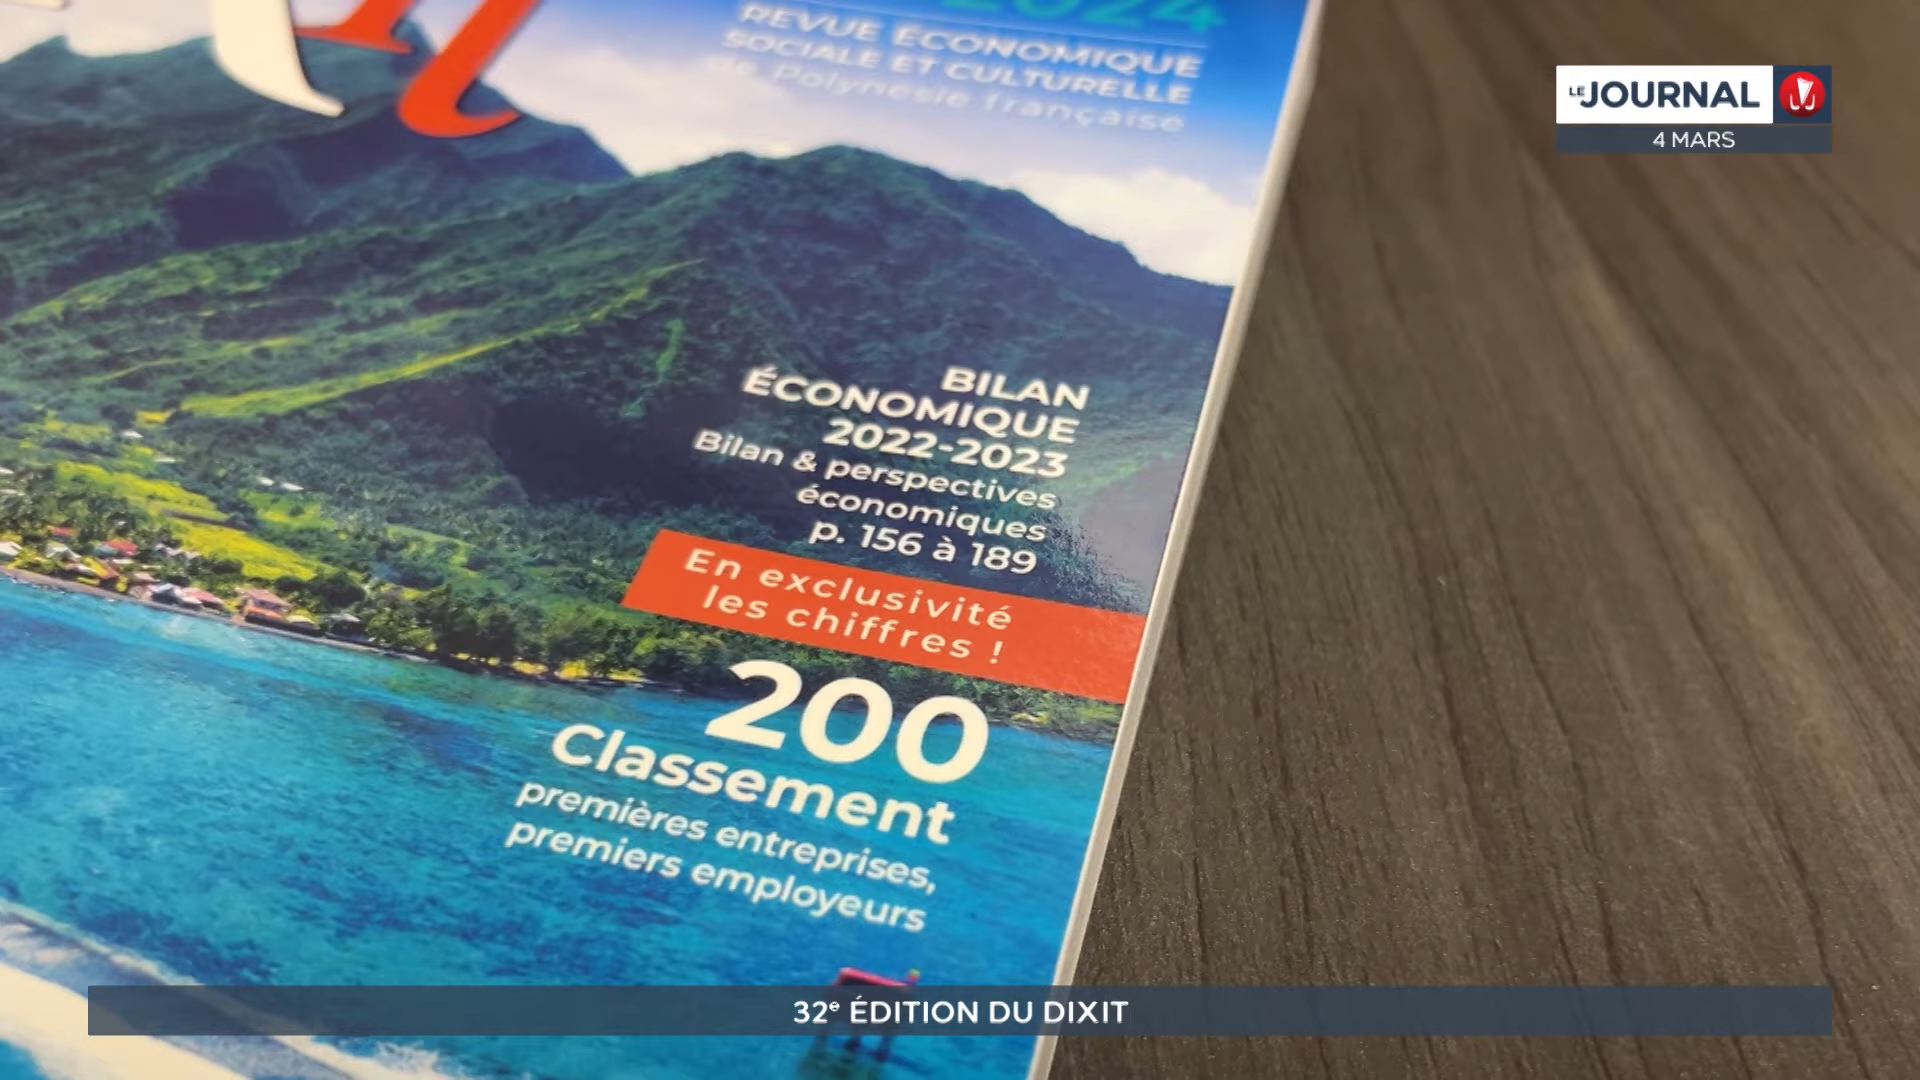 2024
REVUE ÉCONOMIQUE
SOCIALE ET CULTURELLE
de Polynésie française
LE JOURNAL
4 MARS
BILAN
ÉCONOMIQUE
2022-2023
Bilan & perspectives
économiques
p. 156 à 189
En exclusivité
les chiffres !
200
Classement
premières entreprises,
premiers employeurs
32e ÉDITION DU DIXIT